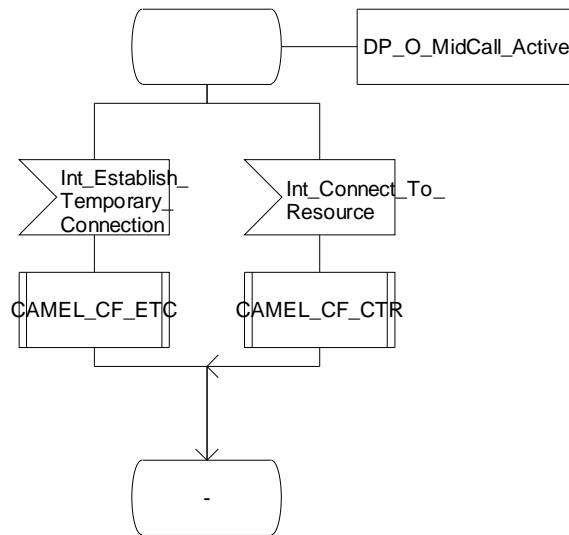 DP_O_MidCall_Active
Int_Establish_
Temporary_
Connection
Int_Connect_To_
Resource
CAMEL_CF_ETC
CAMEL_CF_CTR
-